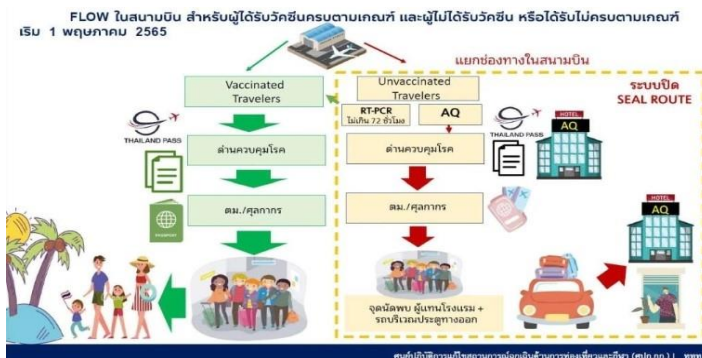 FLOW ในสนามบิน สำหรับผู้ได้รับวัคซีนครบตามเกณฑ์ และผู้ไม่ได้รับวัคซีน หรือได้รับไม่ครบตามเกณฑ์
เริ่ม 1 พฤษภาคม 2565
แยกช่องทางในสนามบิน
Vaccinated
Travelers
THAILAND PASS
ด่านควบคุมโรค
ตม./ศุลกากร
PASSPORT
Unvaccinated
Travelers
RT-PCR
ไม่เกิน 72 ชั่วโมง
AQ
THAILAND PASS
ด่านควบคุมโรค
ตม./ศุลกากร
จุดนัดพบ ผู้แทนโรงแรม +
รถบริเวณประตูทางออก
ระบบปิด
SEAL ROUTE
HOTEL
AQ
HOTEL
AQ